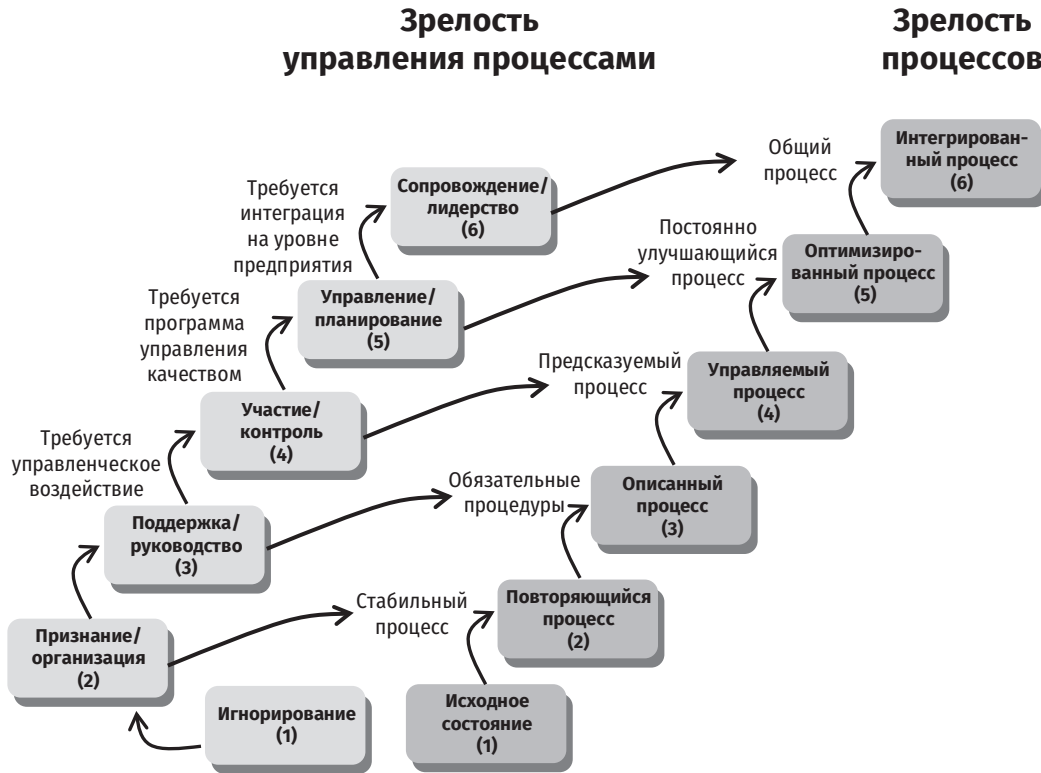 Зрелость
управления процессами
Зрелость
процессов
Общий
процесс
Интегрирован-
ный процесс
(6)
Требуется
интеграция
на уровне
предприятия
Сопровождение/
лидерство
(6)
Постоянно
улучшающийся
процесс
Оптимизиро-
ванный процесс
(5)
Требуется
программа
управления
качеством
Управление/
планирование
(5)
Предсказуемый
процесс
Управляемый
процесс
(4)
Требуется
управленческое
воздействие
Участие/
контроль
(4)
Обязательные
процедуры
Описанный
процесс
(3)
Поддержка/
руководство
(3)
Стабильный
процесс
Повторяющийся
процесс
(2)
Признание/
организация
(2)
Игнорирование
(1)
Исходное
состояние
(1)